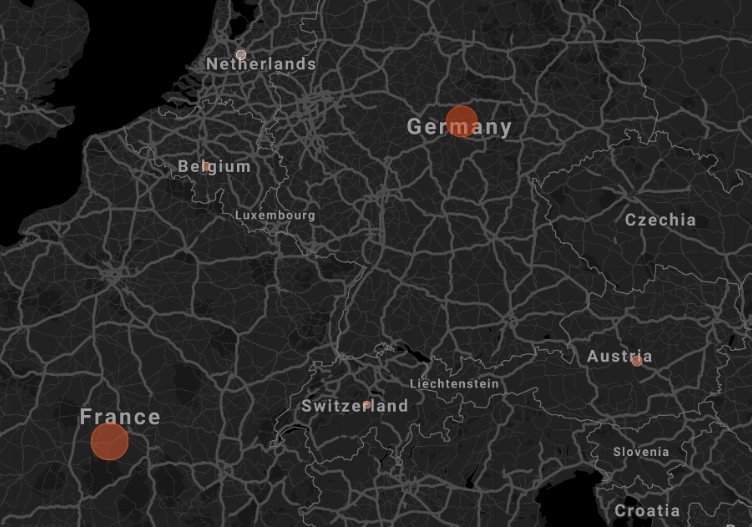 Netherlands
Germany
Belgium
Luxembourg
Czechia
Austria
Liechtenstein
Switzerland
France
Slovenia
Croatia